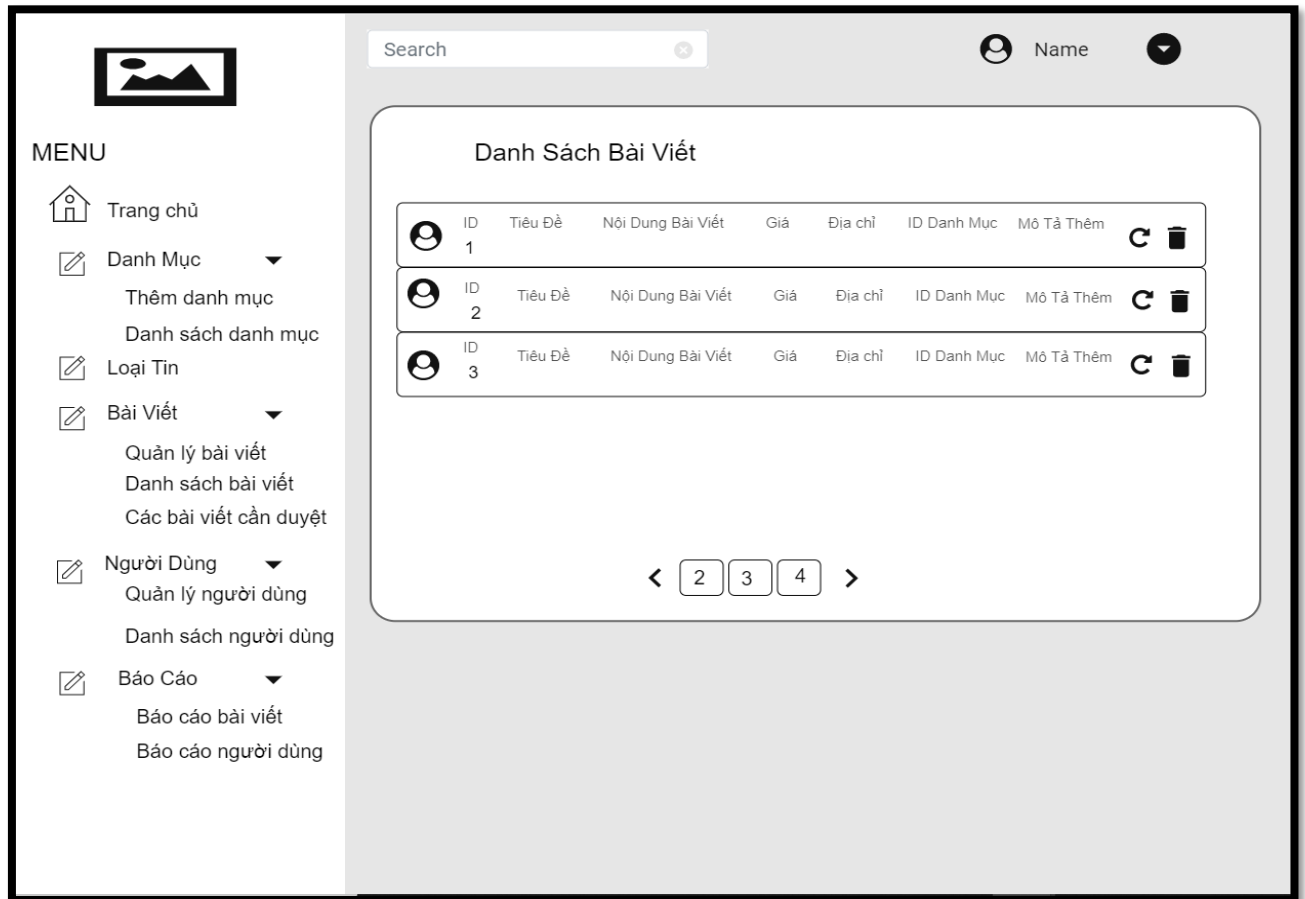 Search
Name
MENU
Trang chủ
Danh Mục
Thêm danh mục
Danh sách danh mục
Loại Tin
Bài Viết
Quản lý bài viết
Danh sách bài viết
Các bài viết cần duyệt
Người Dùng
Quản lý người dùng
Danh sách người dùng
Báo Cáo
Báo cáo bài viết
Báo cáo người dùng
Danh Sách Bài Viết
ID Tiêu Đề Nội Dung Bài Viết Giá Địa chỉ ID Danh Mục Mô Tả Thêm
1
ID Tiêu Đề Nội Dung Bài Viết Giá Địa chỉ ID Danh Mục Mô Tả Thêm
2
ID Tiêu Đề Nội Dung Bài Viết Giá Địa chỉ ID Danh Mục Mô Tả Thêm
3
2 3 4